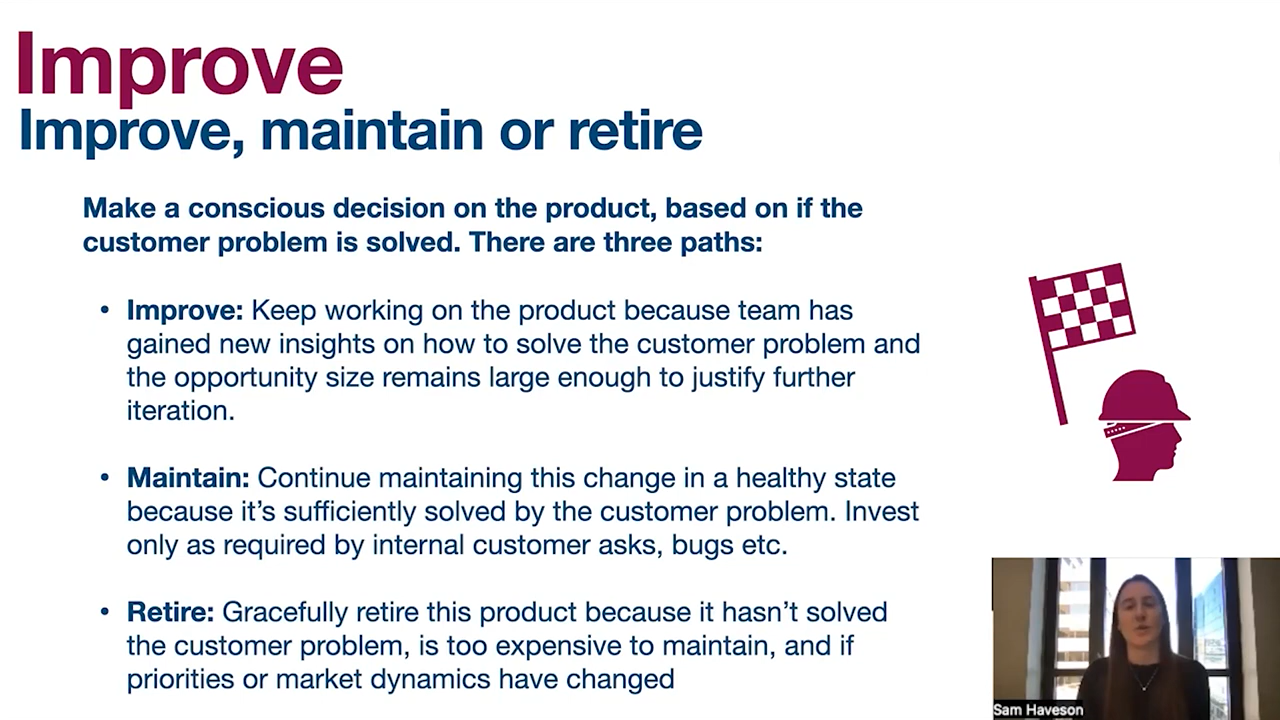 Improve
Improve, maintain or retire
Make a conscious decision on the product, based on if the
customer problem is solved. There are three paths:
• Improve: Keep working on the product because team has
gained new insights on how to solve the customer problem and
the opportunity size remains large enough to justify further
iteration.
• Maintain: Continue maintaining this change in a healthy state
because it’s sufficiently solved by the customer problem. Invest
only as required by internal customer asks, bugs etc.
• Retire: Gracefully retire this product because it hasn’t solved
the customer problem, is too expensive to maintain, and if
priorities or market dynamics have changed
Sam Haveson